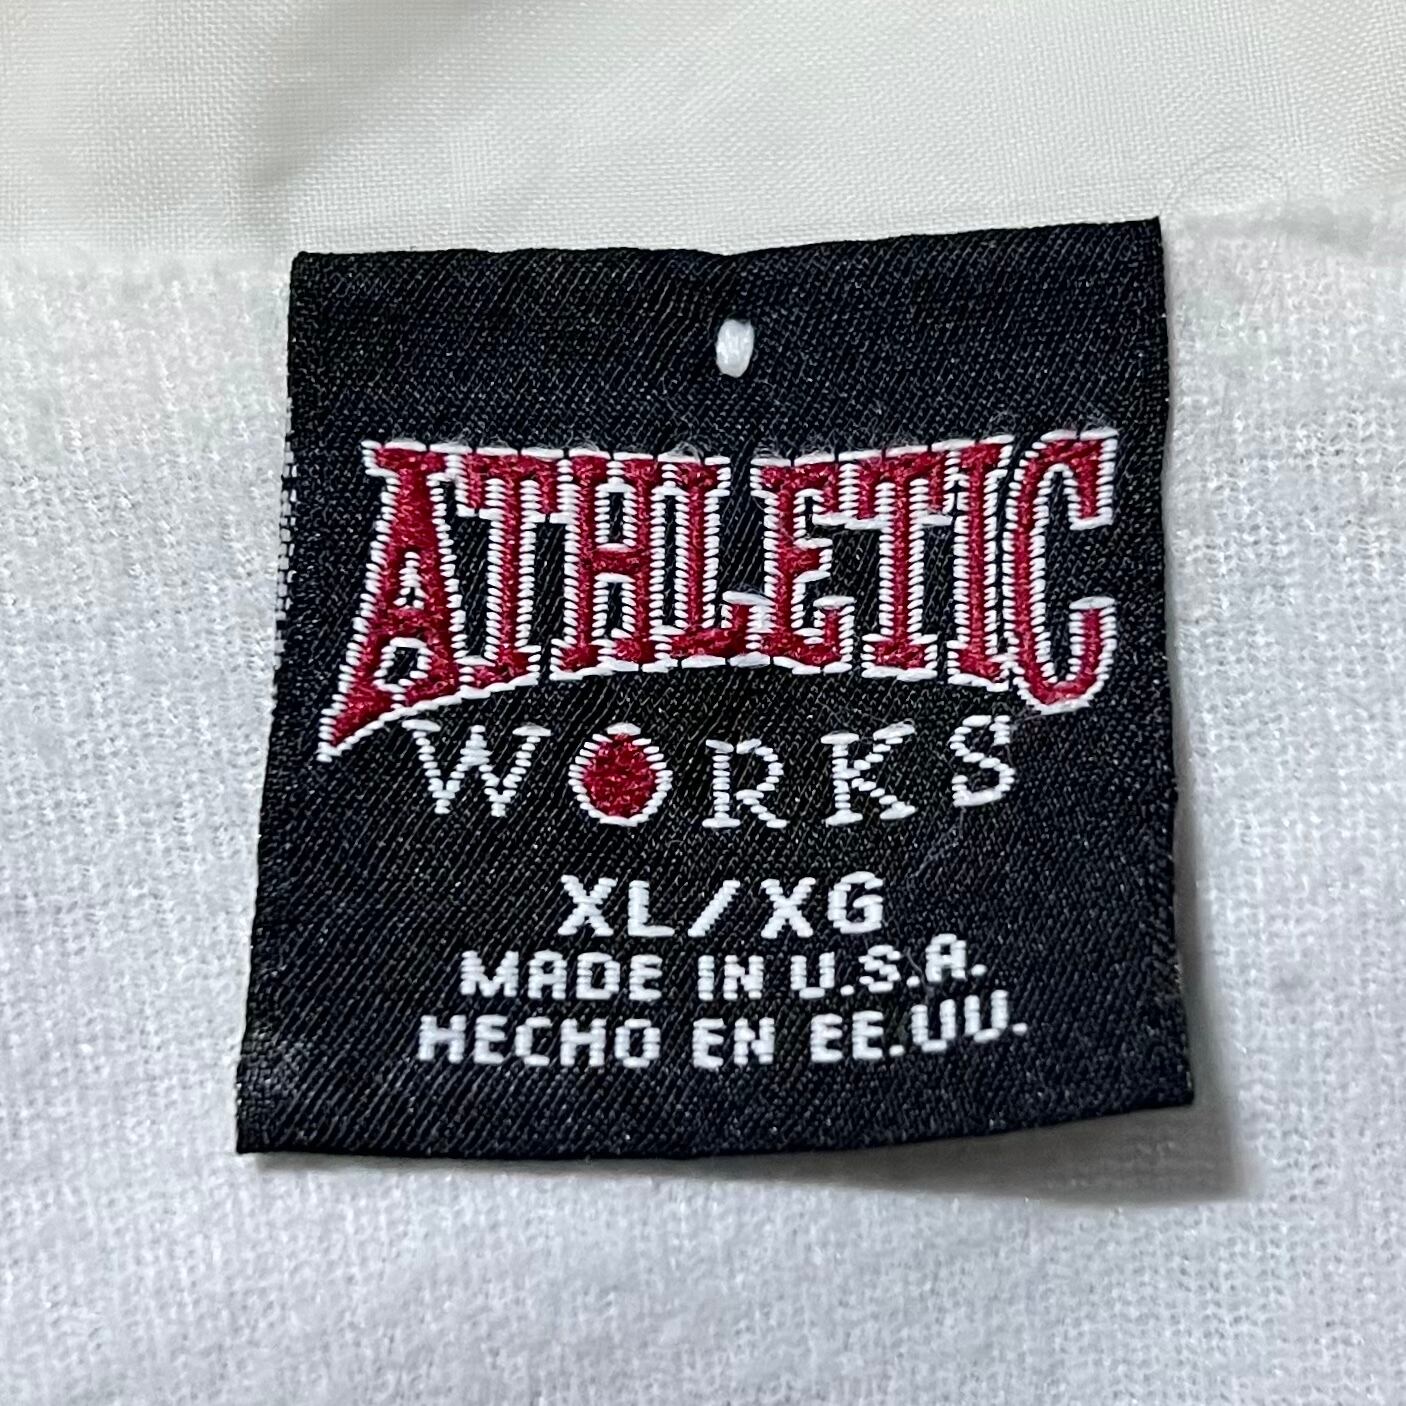 ATHLETIC
WORKS
XL/XG
MADE IN U.S.A.
HECHO EN EE.UU.